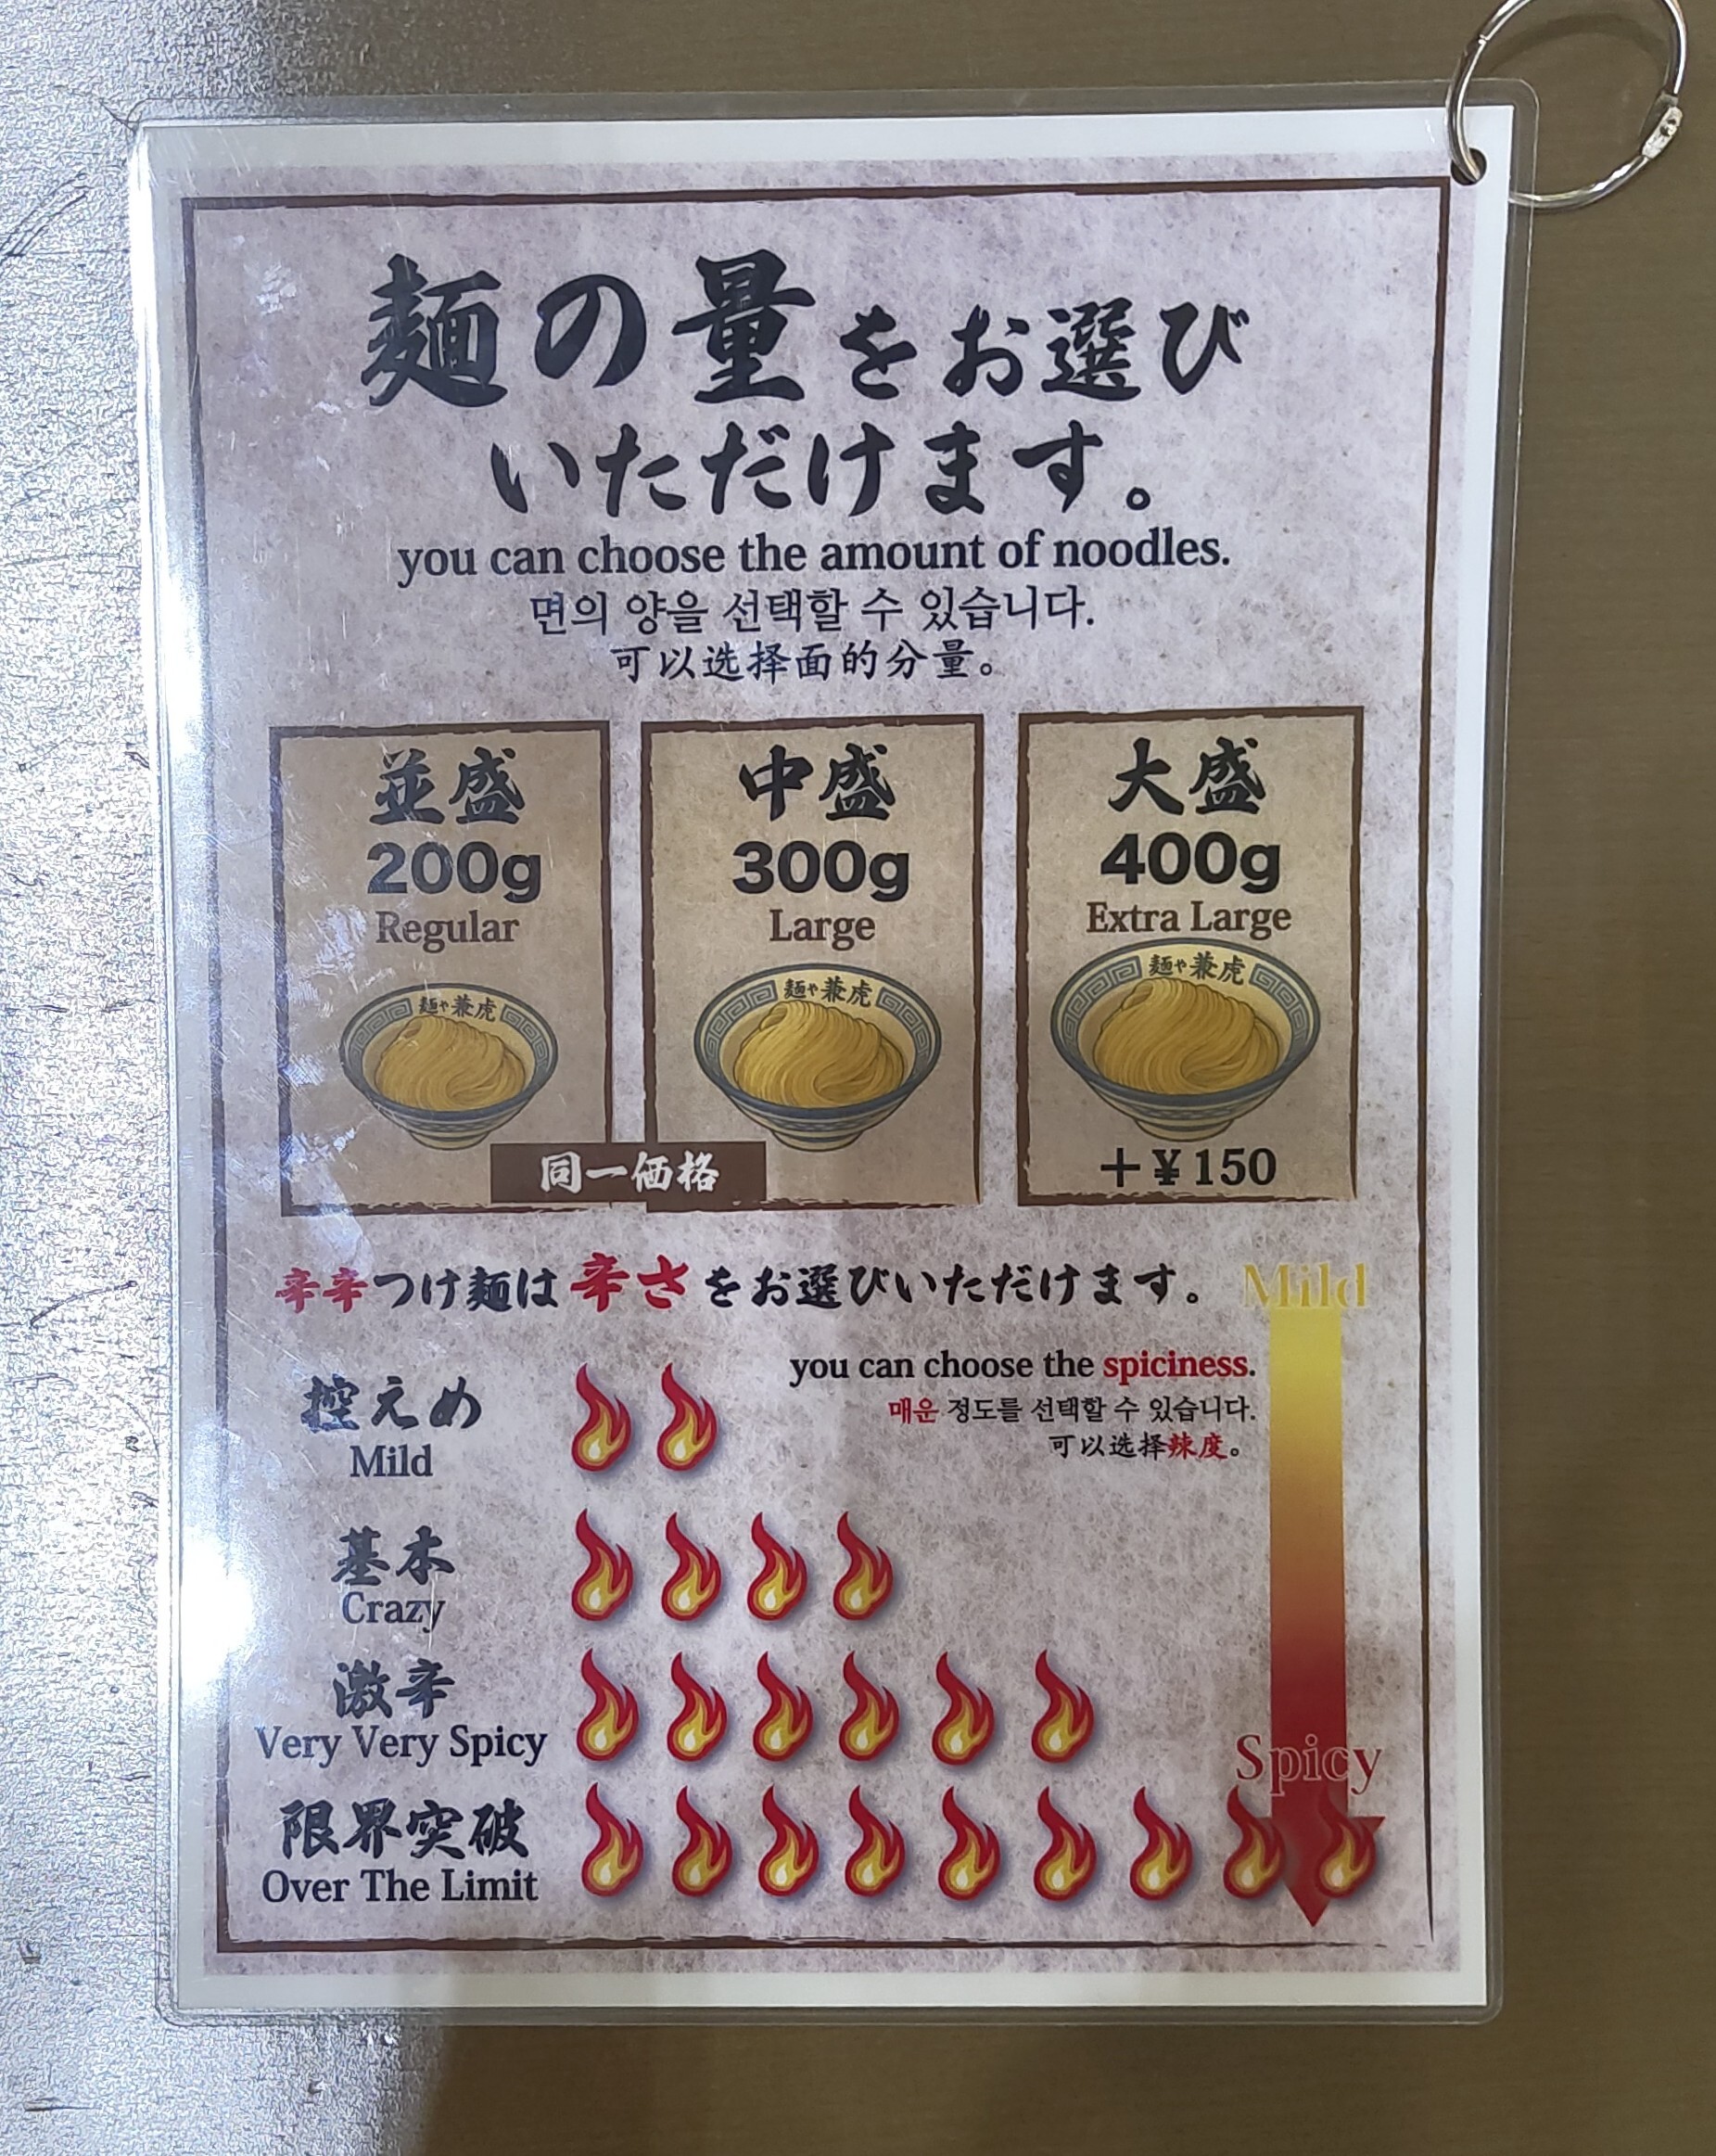 麺の量をお選び
いただけます。
you can choose the amount of noodles.
면의 양을 선택할 수 있습니다.
可以选择面的分量。
並盛
200g
Regular
麺や兼虎
中盛
300g
Large
麺や兼虎
同一価格
大盛
400g
Extra Large
麺や兼虎
+¥150
辛辛つけ麺は辛さをお選びいただけます。
Mild
you can choose the spiciness.
매운 정도를 선택할 수 있습니다.
可以选择辣度。
控えめ
Mild
基本
Crazy
激辛
Very Very Spicy
Spicy
限界突破
Over The Limit